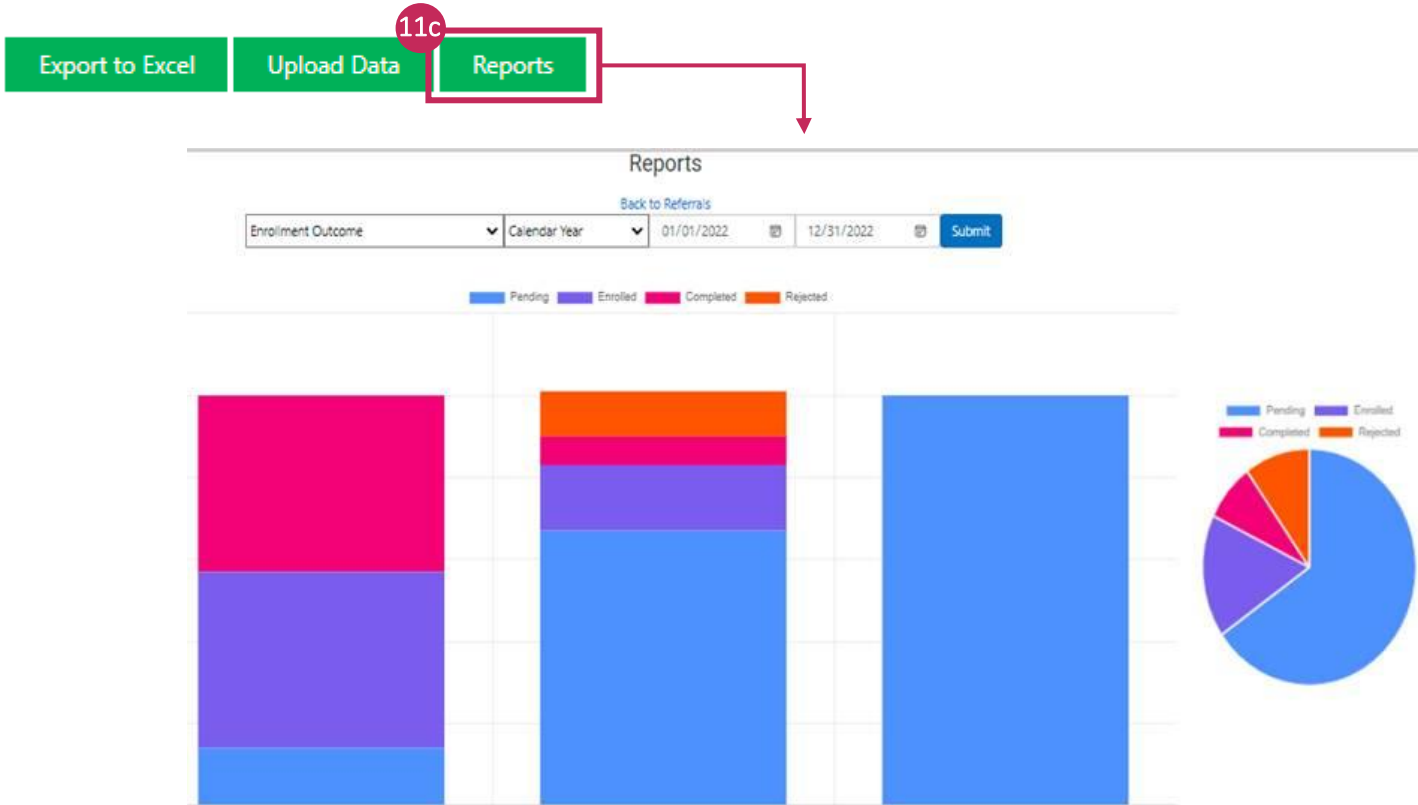 11c
Export to Excel Upload Data Reports
Reports
Back to Referrals
Enrollment Outcome Calendar Year 01/01/2022 12/31/2022 Submit
Pending Enrolled Completed Rejected
Pending Enrolled
Completed Rejected